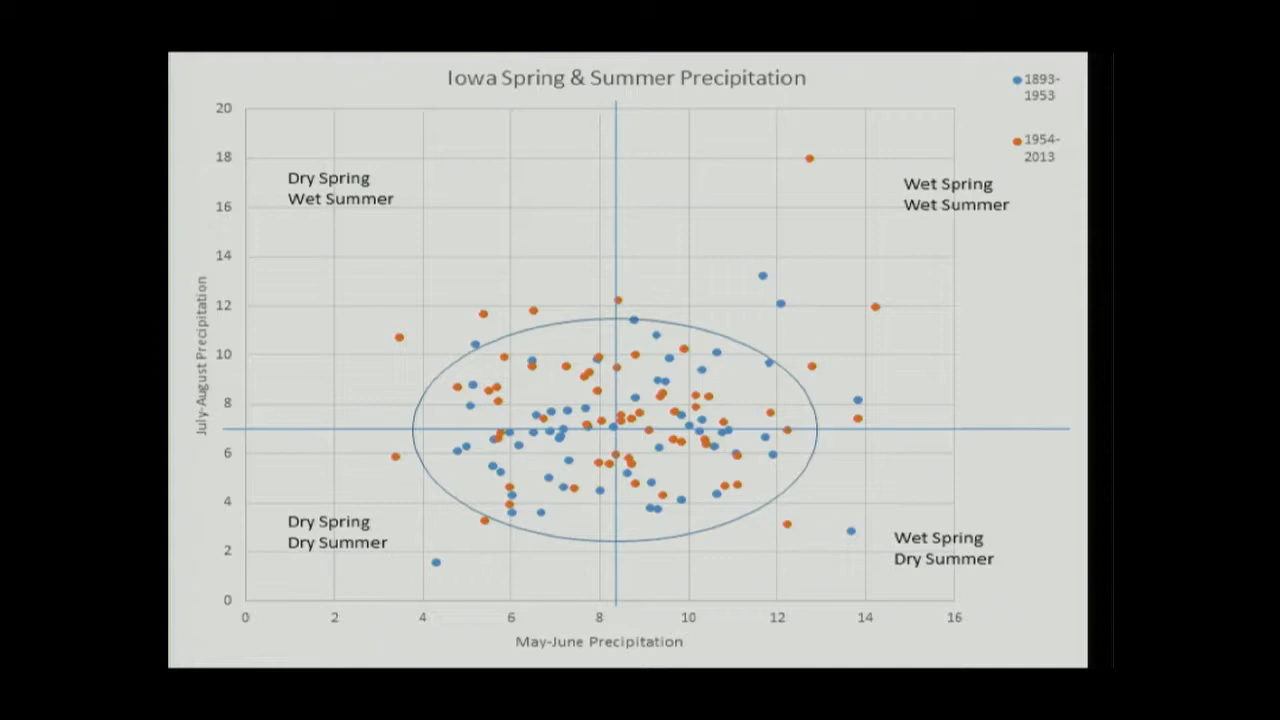 Iowa Spring & Summer Precipitation
1893-
1953
1954-
2013
20
18
16
14
12
10
8
6
4
2
0
July-August Precipitation
Dry Spring
Wet Summer
Wet Spring
Wet Summer
Dry Spring
Dry Summer
Wet Spring
Dry Summer
0 2 4 6 8 10 12 14 16
May-June Precipitation